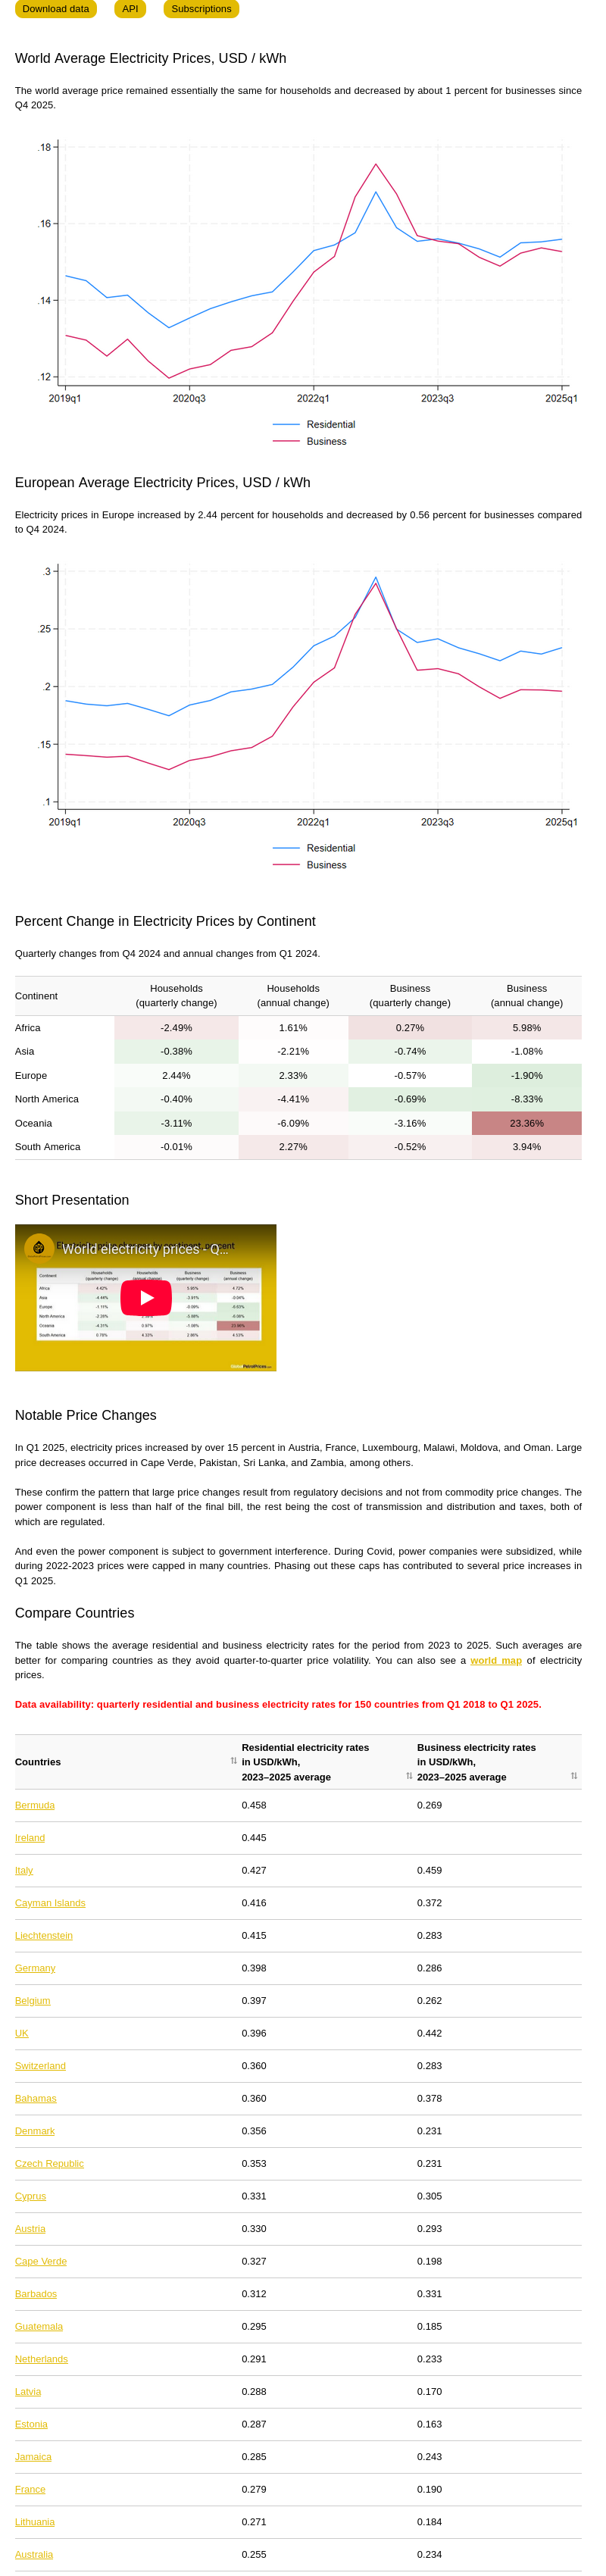 Download data API Subscriptions
World Average Electricity Prices, USD / kWh
The world average price remained essentially the same for households and decreased by about 1 percent for businesses since
Q4 2025.
.18
.16
.14
.12
2019q1 2020q3 2022q1 2023q3 2025q1
Residential
Business
European Average Electricity Prices, USD / kWh
Electricity prices in Europe increased by 2.44 percent for households and decreased by 0.56 percent for businesses compared
to Q4 2024.
.3
.25
.2
.15
.1
2019q1 2020q3 2022q1 2023q3 2025q1
Residential
Business
Percent Change in Electricity Prices by Continent
Quarterly changes from Q4 2024 and annual changes from Q1 2024.
Continent Households (quarterly change) Households (annual change) Business (quarterly change) Business (annual change)
Africa -2.49% 1.61% 0.27% 5.98%
Asia -0.38% -2.21% -0.74% -1.08%
Europe 2.44% 2.33% -0.57% -1.90%
North America -0.40% -4.41% -0.69% -8.33%
Oceania -3.11% -6.09% -3.16% 23.36%
South America -0.01% 2.27% -0.52% 3.94%
Short Presentation
World electricity prices - Q...
Notable Price Changes
In Q1 2025, electricity prices increased by over 15 percent in Austria, France, Luxembourg, Malawi, Moldova, and Oman. Large
price decreases occurred in Cape Verde, Pakistan, Sri Lanka, and Zambia, among others.
These confirm the pattern that large price changes result from regulatory decisions and not from commodity price changes. The
power component is less than half of the final bill, the rest being the cost of transmission and distribution and taxes, both of
which are regulated.
And even the power component is subject to government interference. During Covid, power companies were subsidized, while
during 2022-2023 prices were capped in many countries. Phasing out these caps has contributed to several price increases in
Q1 2025.
Compare Countries
The table shows the average residential and business electricity rates for the period from 2023 to 2025. Such averages are
better for comparing countries as they avoid quarter-to-quarter price volatility. You can also see a world map of electricity
prices.
Data availability: quarterly residential and business electricity rates for 150 countries from Q1 2018 to Q1 2025.
Countries Residential electricity rates in USD/kWh, 2023–2025 average Business electricity rates in USD/kWh, 2023–2025 average
Bermuda 0.458 0.269
Ireland 0.445
Italy 0.427 0.459
Cayman Islands 0.416 0.372
Liechtenstein 0.415 0.283
Germany 0.398 0.286
Belgium 0.397 0.262
UK 0.396 0.442
Switzerland 0.360 0.283
Bahamas 0.360 0.378
Denmark 0.356 0.231
Czech Republic 0.353 0.231
Cyprus 0.331 0.305
Austria 0.330 0.293
Cape Verde 0.327 0.198
Barbados 0.312 0.331
Guatemala 0.295 0.185
Netherlands 0.291 0.233
Latvia 0.288 0.170
Estonia 0.287 0.163
Jamaica 0.285 0.243
France 0.279 0.190
Lithuania 0.271 0.184
Australia 0.255 0.234